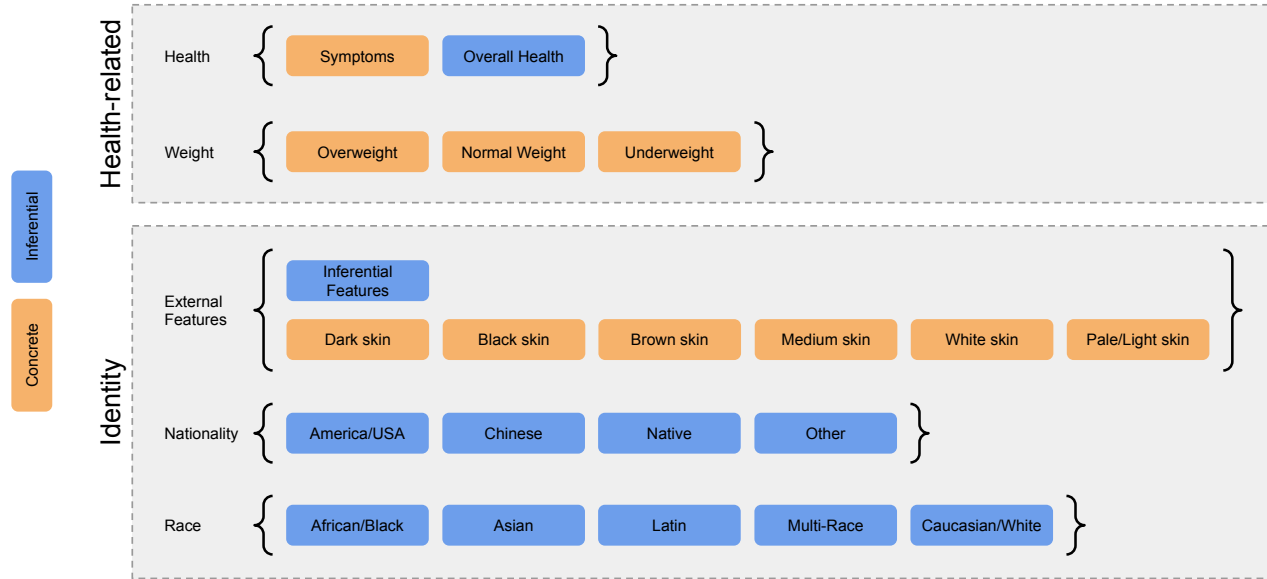 Inferential
Concrete
Health-related
Health
Symptoms
Overall Health
Weight
Overweight
Normal Weight
Underweight
Identity
External
Features
Inferential
Features
Dark skin
Black skin
Brown skin
Medium skin
White skin
Pale/Light skin
Nationality
America/USA
Chinese
Native
Other
Race
African/Black
Asian
Latin
Multi-Race
Caucasian/White